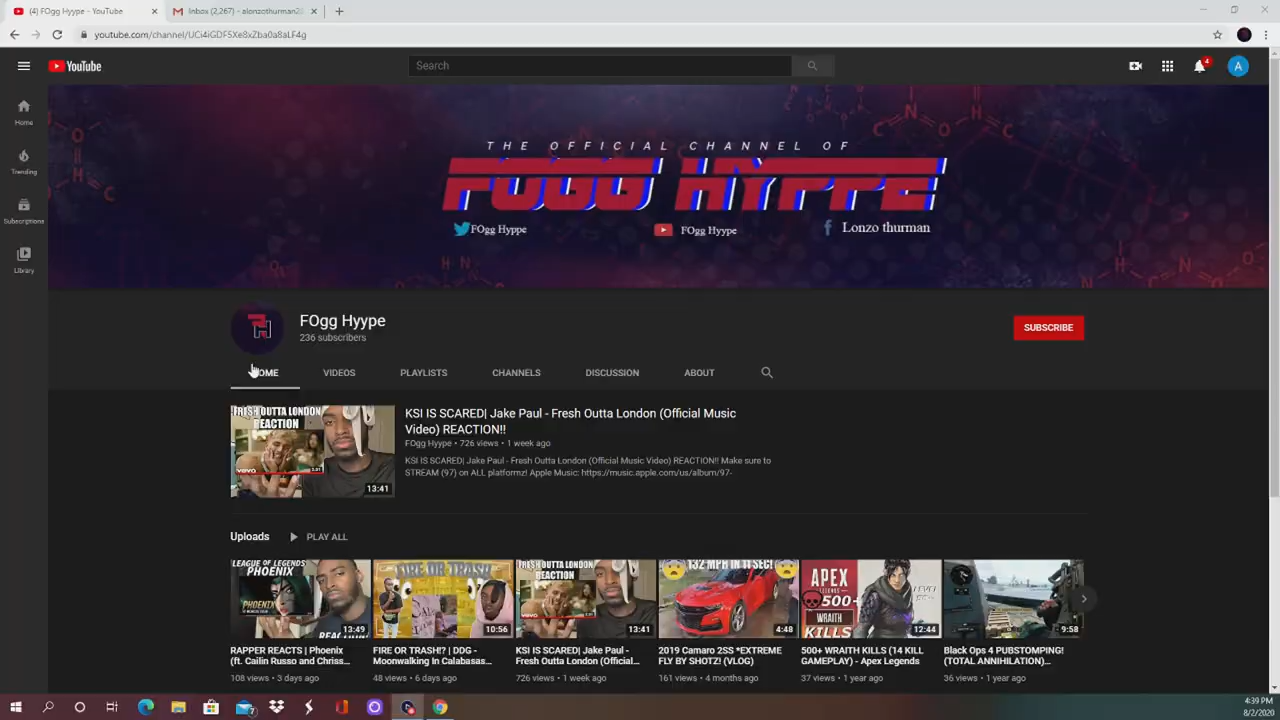 (4) FOgg Hyype - YouTube
Inbox (2,267) - alonzothurman2
youtube.com/channel/UCi4iGDF5Xe8xZba0a8aLF4g
YouTube
Search
4
A
Home
Trending
Subscriptions
Library
THE OFFICIAL CHANNEL OF
FOGG HYPPE
FOgg Hyppe
FOgg Hyppe
Lonzo thurman
FOgg Hyype
236 subscribers
SUBSCRIBE
HOME
VIDEOS
PLAYLISTS
CHANNELS
DISCUSSION
ABOUT
FRESH OUTTA LONDON
REACTION
vevo
13:41
KSI IS SCARED| Jake Paul - Fresh Outta London (Official Music
Video) REACTION!!
FOgg Hyype • 726 views • 1 week ago
KSI IS SCARED| Jake Paul - Fresh Outta London (Official Music Video) REACTION!! Make sure to
STREAM (97) on ALL platformz! Apple Music: https://music.apple.com/us/album/97-
Uploads
PLAY ALL
LEAGUE OF LEGENDS
PHOENIX
13:49
FIRE OR TRASH
10:56
FRESH OUTTA LONDON
REACTION
13:41
132 MPH IN 11 SEC!
4:48
APEX
LEGENDS
500+
WRAITH
KILLS
12:44
9:58
RAPPER REACTS | Phoenix
(ft. Cailin Russo and Chriss...
108 views • 3 days ago
FIRE OR TRASH!? | DDG -
Moonwalking In Calabasas...
48 views • 6 days ago
KSI IS SCARED| Jake Paul -
Fresh Outta London (Official...
726 views • 1 week ago
2019 Camaro 2SS *EXTREME
FLY BY SHOTZ! (VLOG)
161 views • 4 months ago
500+ WRAITH KILLS (14 KILL
GAMEPLAY) - Apex Legends
37 views • 1 year ago
Black Ops 4 PUBSTOMPING!
(TOTAL ANNIHILATION)...
36 views • 1 year ago
4:39 PM
8/2/2020